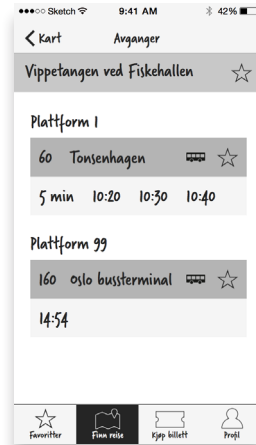 Sketch 9:41 AM 42%
Kart Avganger
Vippetangen ved Fiskehallen
Plattform 1
60 Tonsenhagen
5 min 10:20 10:30 10:40
Plattform 99
160 Oslo bussterminal
14:54
Favoritter Finn reise Kjøp billett Profil